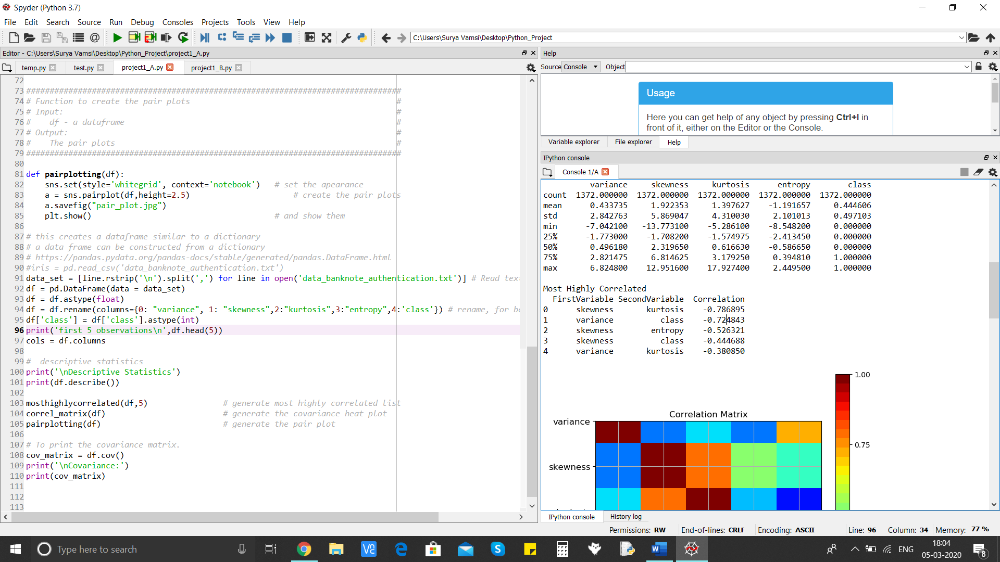 Spyder (Python 3.7)
File Edit Search Source Run Debug Consoles Projects Tools View Help
C:\Users\Surya Vamsi\Desktop\Python_Project
Editor - C:\Users\Surya Vamsi\Desktop\Python_Project\project1_A.py
temp.py test.py project1_A.py project1_B.py
72
73 ################################################################################
74 # Function to create the pair plots #
75 # Input: #
76 # df - a dataframe #
77 # Output: #
78 # The pair plots #
79 ################################################################################
80
81 def pairplotting(df):
82 sns.set(style='whitegrid', context='notebook') # set the apearance
83 a = sns.pairplot(df,height=2.5) # create the pair plots
84 a.savefig("pair_plot.jpg")
85 plt.show() # and show them
86
87 # this creates a dataframe similar to a dictionary
88 # a data frame can be constructed from a dictionary
89 # https://pandas.pydata.org/pandas-docs/stable/generated/pandas.DataFrame.html
90 #iris = pd.read_csv('data_banknote_authentication.txt')
91 data_set = [line.rstrip('\n').split(',') for line in open('data_banknote_authentication.txt')] # Read tex
92 df = pd.DataFrame(data = data_set)
93 df = df.astype(float)
94 df = df.rename(columns={0: "variance", 1: "skewness",2:"kurtosis",3:"entropy",4:'class'}) # rename, for be
95 df['class'] = df['class'].astype(int)
96 print('first 5 observations\n',df.head(5))
97 cols = df.columns
98
99 # descriptive statistics
100 print('\nDescriptive Statistics')
101 print(df.describe())
102
103 mosthighlycorrelated(df,5) # generate most highly correlated list
104 correl_matrix(df) # generate the covariance heat plot
105 pairplotting(df) # generate the pair plot
106
107 # To print the covariance matrix.
108 cov_matrix = df.cov()
109 print('\nCovariance:')
110 print(cov_matrix)
111
112
113
Help
Source Console Object
Usage
Here you can get help of any object by pressing Ctrl+I in
front of it, either on the Editor or the Console.
Variable explorer File explorer Help
IPython console
Console 1/A
variance skewness kurtosis entropy class
count 1372.000000 1372.000000 1372.000000 1372.000000 1372.000000
mean 0.433735 1.922353 1.397627 -1.191657 0.444606
std 2.842763 5.869047 4.310030 2.101013 0.497103
min -7.042100 -13.773100 -5.286100 -8.548200 0.000000
25% -1.773000 -1.708200 -1.574975 -2.413450 0.000000
50% 0.496180 2.319650 0.616630 -0.586650 0.000000
75% 2.821475 6.814625 3.179250 0.394810 1.000000
max 6.824800 12.951600 17.927400 2.449500 1.000000
Most Highly Correlated
FirstVariable SecondVariable Correlation
0 skewness kurtosis -0.786895
1 variance class -0.724843
2 skewness entropy -0.526321
3 skewness class -0.444688
4 variance kurtosis -0.380850
1.00
Correlation Matrix
variance
0.75
skewness
IPython console History log
Permissions: RW End-of-lines: CRLF Encoding: ASCII Line: 96 Column: 34 Memory: 77 %
Type here to search
ENG
18:04
05-03-2020
8